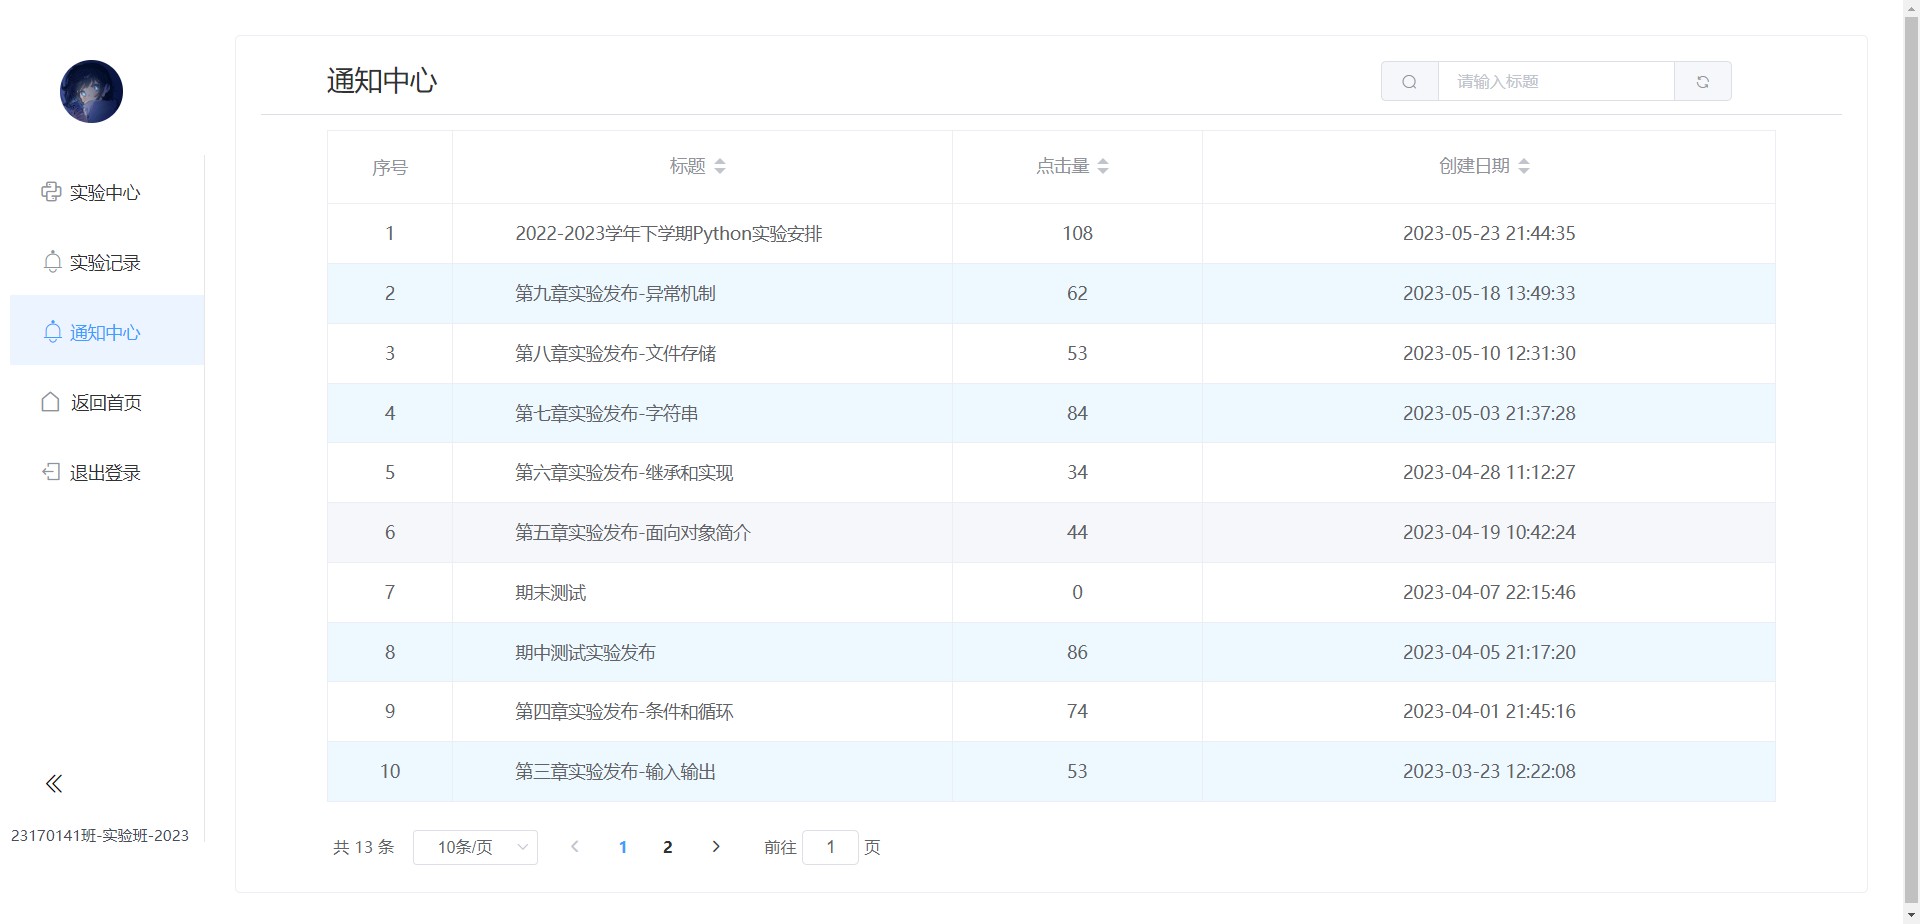 通知中心
请输入标题
实验中心
实验记录
通知中心
返回首页
退出登录
23170141班-实验班-2023
序号 标题 点击量 创建日期
1 2022-2023学年下学期Python实验安排 108 2023-05-23 21:44:35
2 第九章实验发布-异常机制 62 2023-05-18 13:49:33
3 第八章实验发布-文件存储 53 2023-05-10 12:31:30
4 第七章实验发布-字符串 84 2023-05-03 21:37:28
5 第六章实验发布-继承和实现 34 2023-04-28 11:12:27
6 第五章实验发布-面向对象简介 44 2023-04-19 10:42:24
7 期末测试 0 2023-04-07 22:15:46
8 期中测试实验发布 86 2023-04-05 21:17:20
9 第四章实验发布-条件和循环 74 2023-04-01 21:45:16
10 第三章实验发布-输入输出 53 2023-03-23 12:22:08
共 13 条 10条/页 1 2 前往 1 页